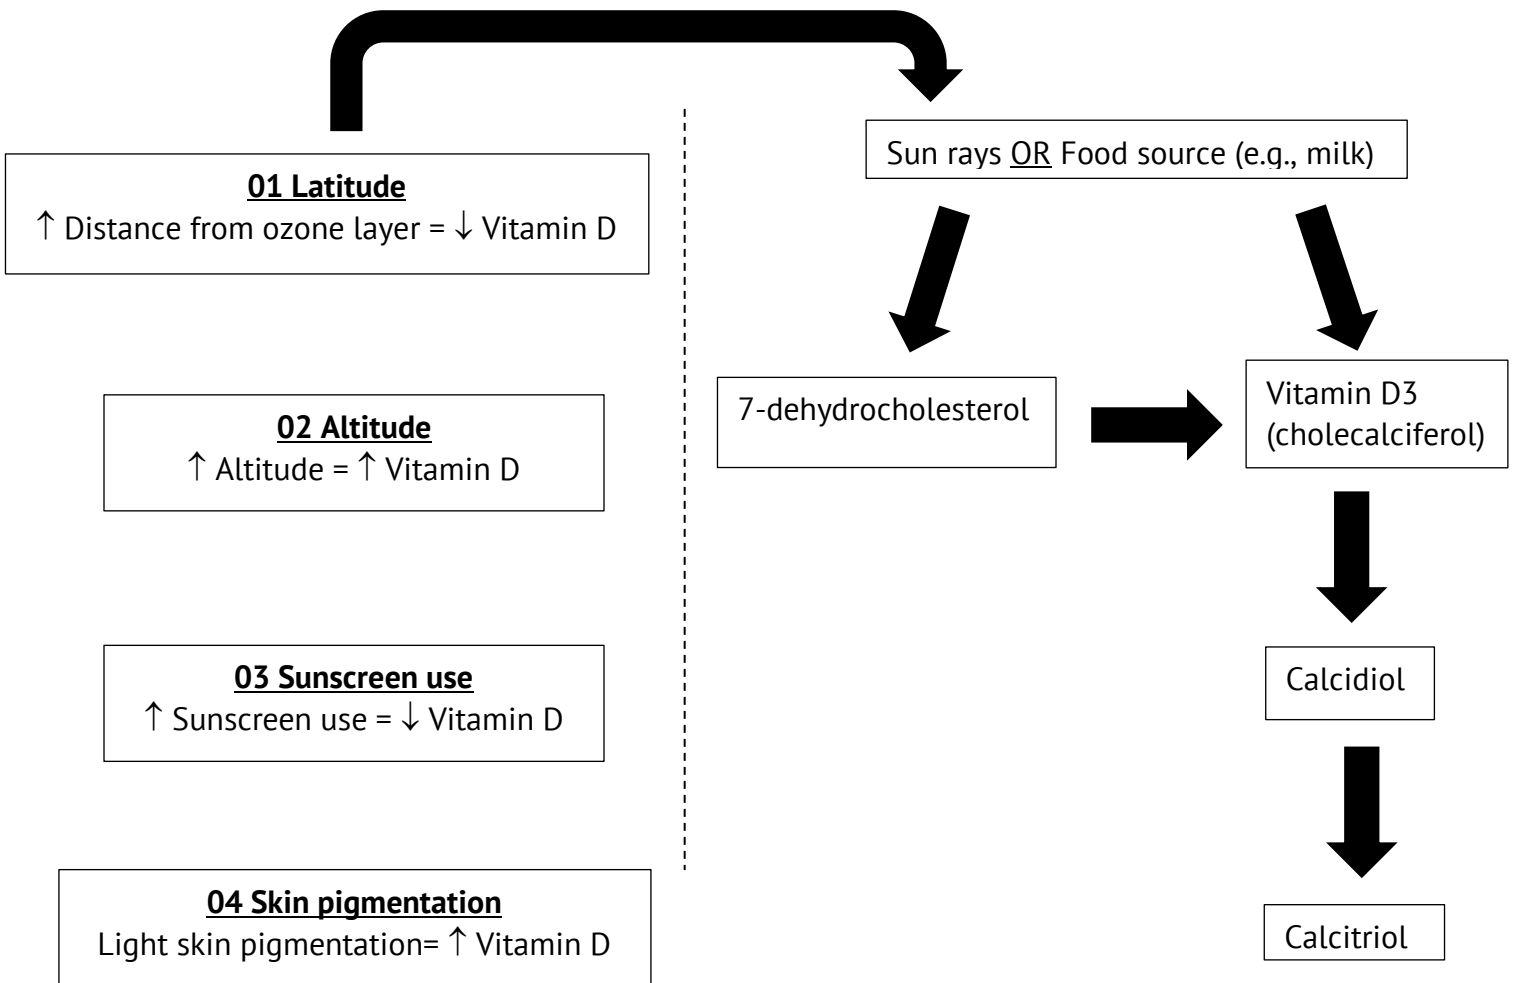 01 Latitude
↑ Distance from ozone layer = ↓ Vitamin D
02 Altitude
↑ Altitude = ↑ Vitamin D
03 Sunscreen use
↑ Sunscreen use = ↓ Vitamin D
04 Skin pigmentation
Light skin pigmentation= ↑ Vitamin D
Sun rays OR Food source (e.g., milk)
7-dehydrocholesterol
Vitamin D3
(cholecalciferol)
Calcidiol
Calcitriol